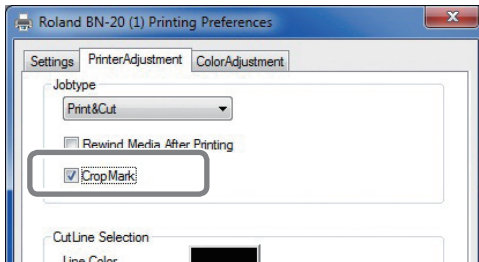 Roland BN-20 (1) Printing Preferences
Settings PrinterAdjustment ColorAdjustment
Jobtype
Print&Cut
Rewind Media After Printing
CropMark
CutLine Selection
Line Color